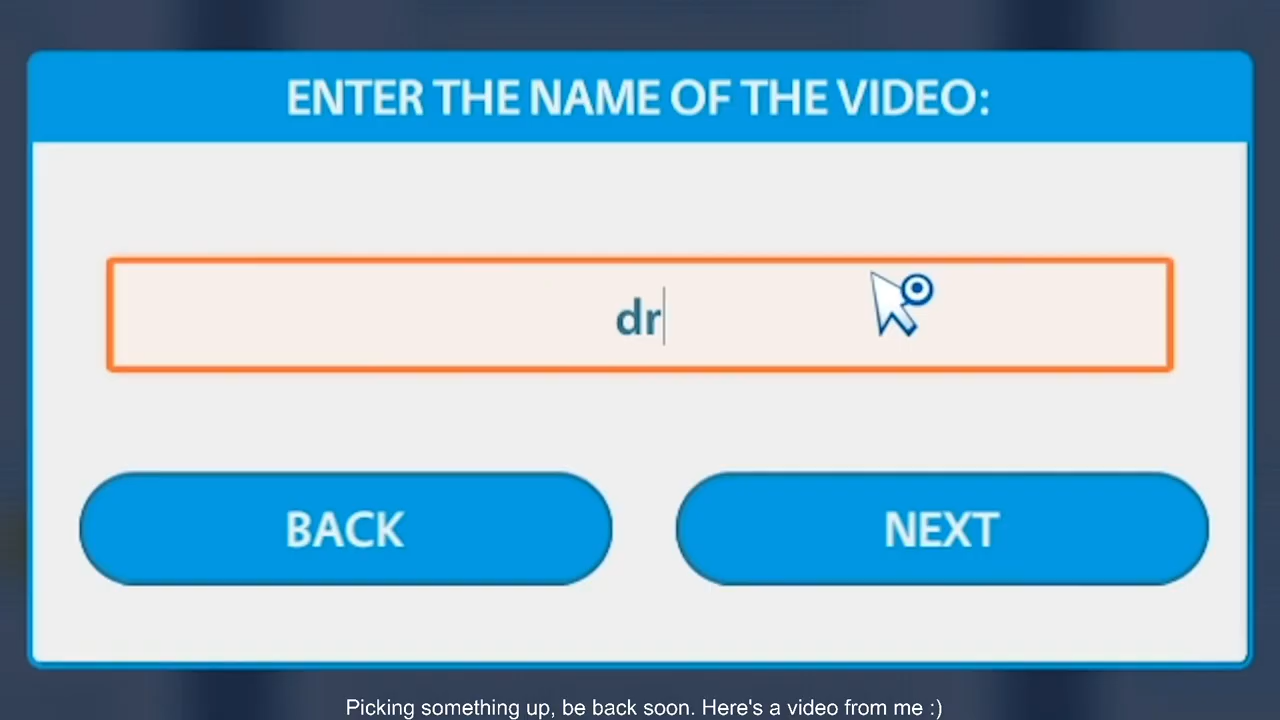 ENTER THE NAME OF THE VIDEO:
dr
BACK
NEXT
Picking something up, be back soon. Here's a video from me :)